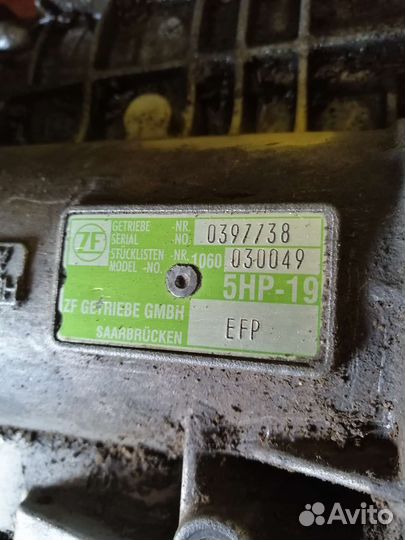 ZF
GETRIEBE -NR. 0397738
SERIAL NO.
STÜCKLISTEN -NR. 1060 030049
MODEL -NO.
5HP-19
ZF GETRIEBE GMBH
SAARBRÜCKEN
EFP
Avito